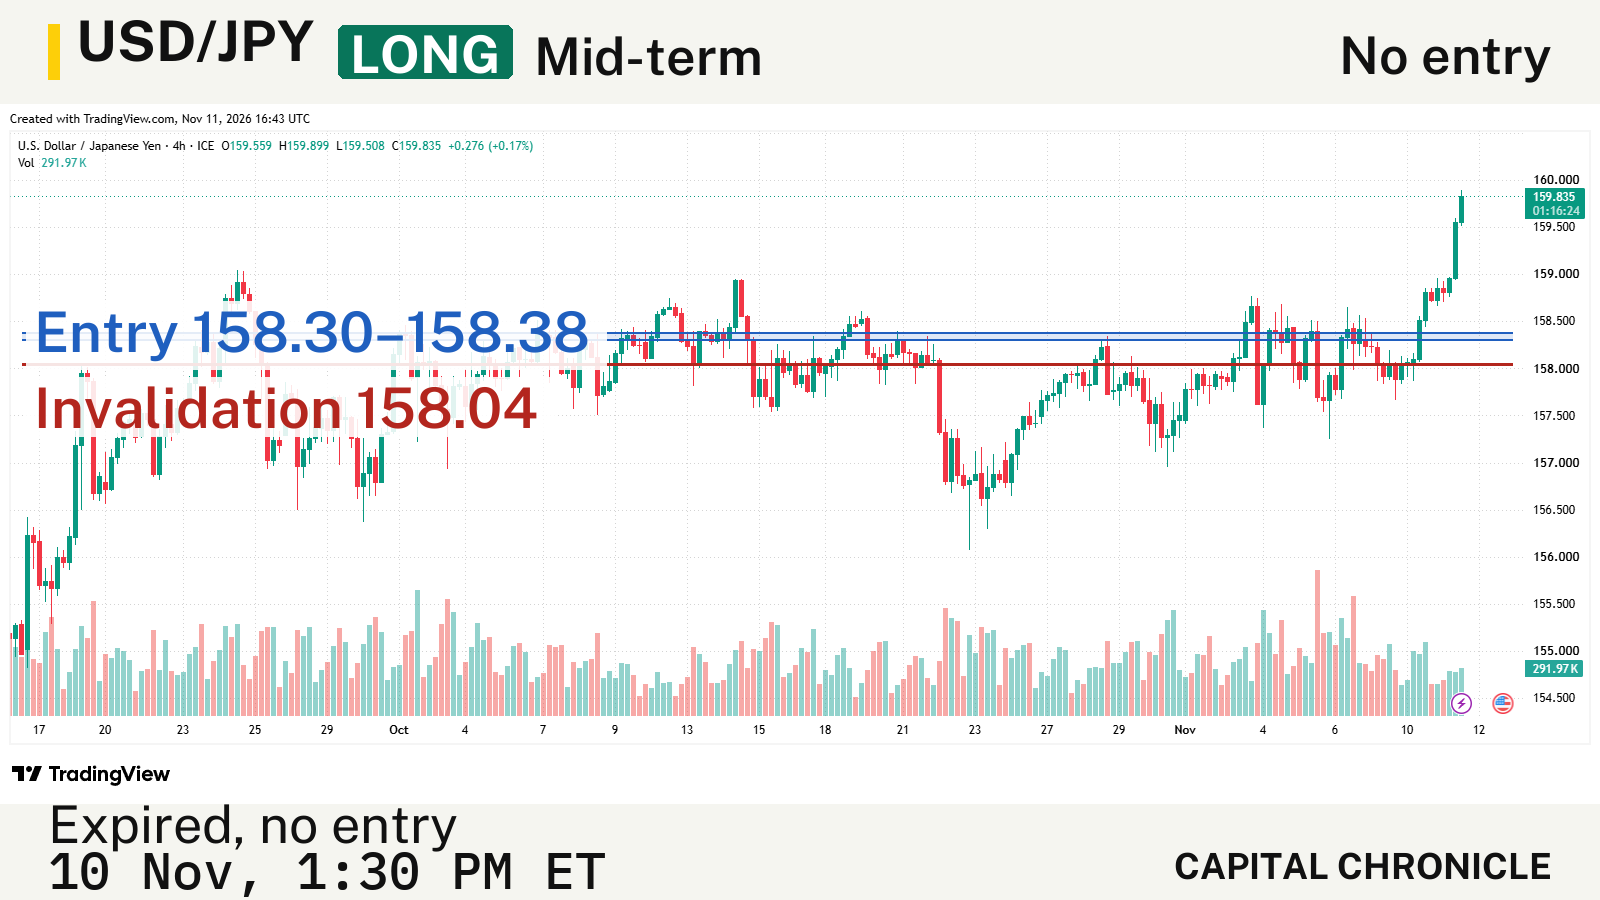 USD/JPY LONG Mid-term No entry
Created with TradingView.com, Nov 11, 2026 16:43 UTC
U.S. Dollar / Japanese Yen · 4h · ICE O159.559 H159.899 L159.508 C159.835 +0.276 (+0.17%)
Vol 291.97K
160.000
159.835
01:16:24
159.500
159.000
158.500
158.000
157.500
157.000
156.500
156.000
155.500
155.000
291.97K
154.500
Entry 158.30–158.38
Invalidation 158.04
17 20 23 25 29 Oct 4 7 9 13 15 18 21 23 27 29 Nov 4 6 10 12
TradingView
Expired, no entry
10 Nov, 1:30 PM ET
CAPITAL CHRONICLE